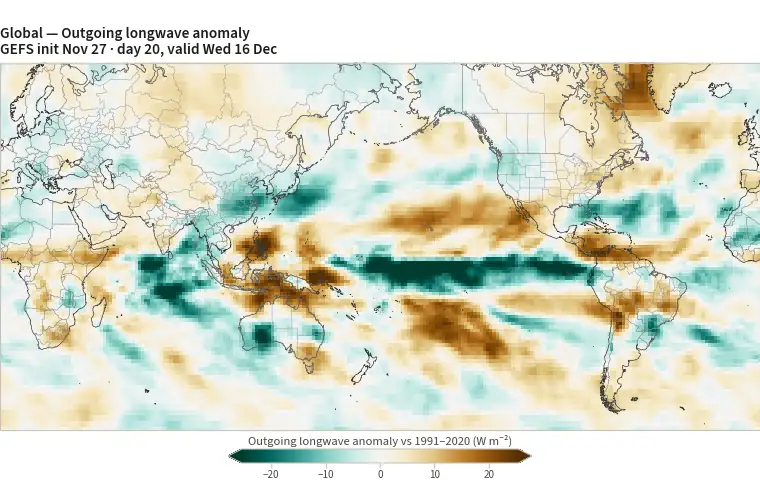 Global — Outgoing longwave anomaly
GEFS init Nov 27 · day 20, valid Wed 16 Dec
Outgoing longwave anomaly vs 1991–2020 (W m⁻²)
−20 −10 0 10 20